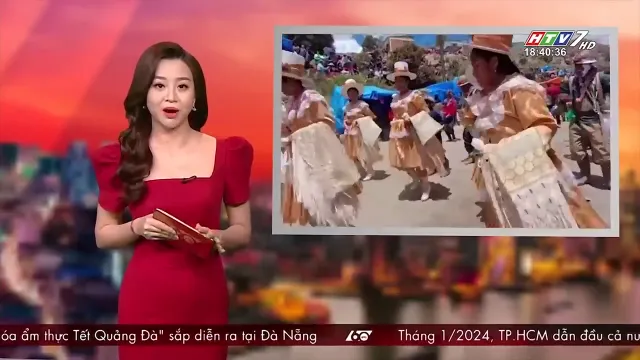 HTV7 HD
18:40:36
óa ẩm thực Tết Quảng Đà" sắp diễn ra tại Đà Nẵng
60
Tháng 1/2024, TP.HCM dẫn đầu cả nư